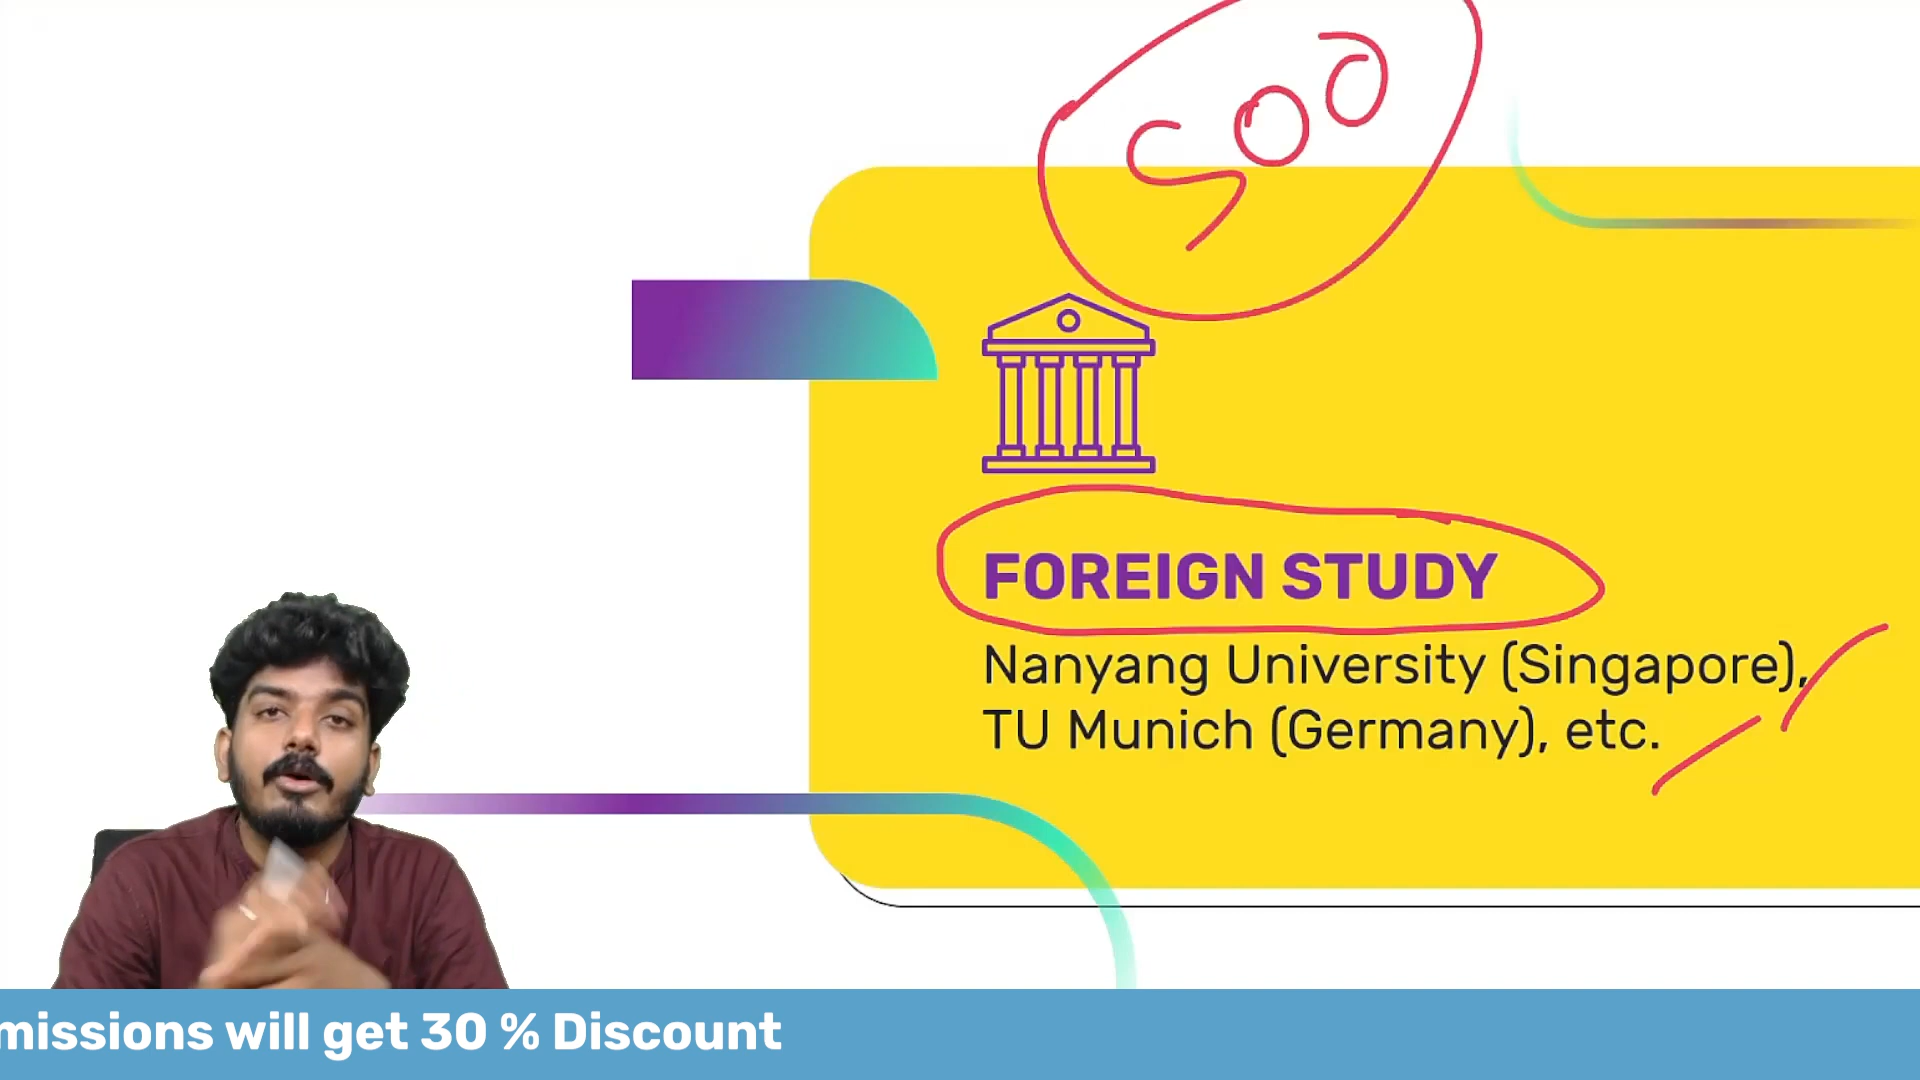 500
FOREIGN STUDY
Nanyang University (Singapore),
TU Munich (Germany), etc.
missions will get 30 % Discount